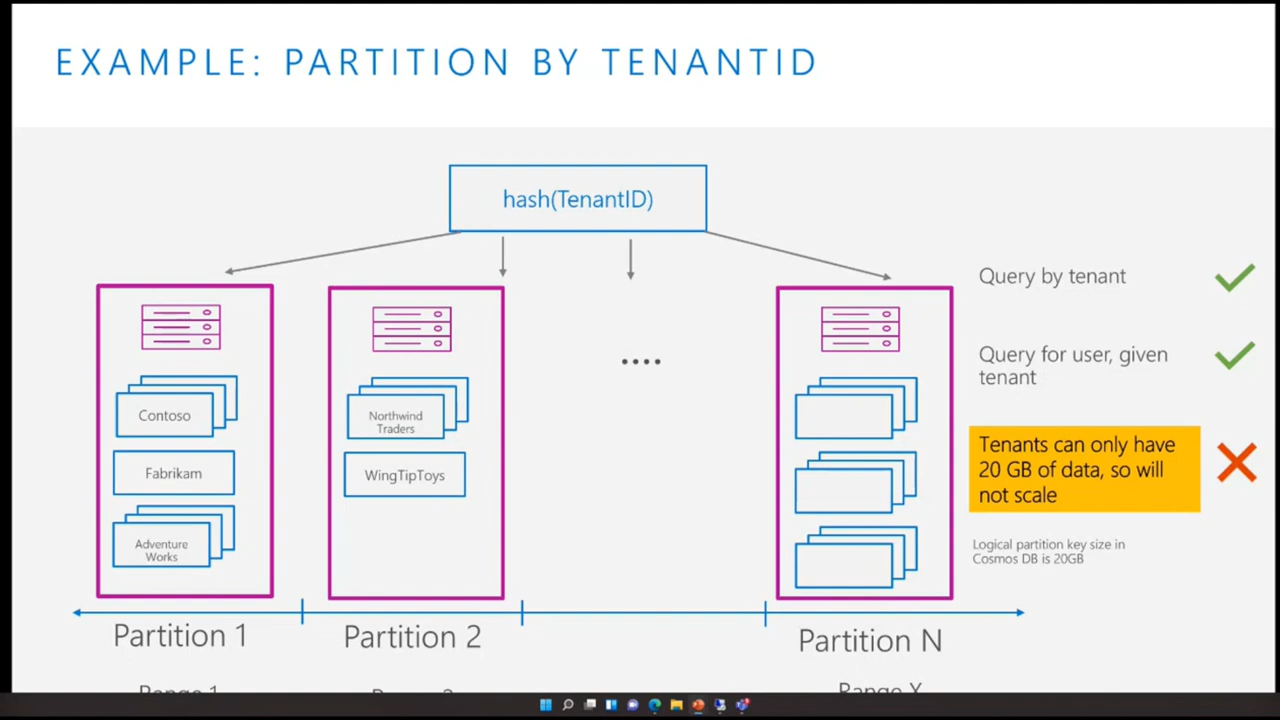 EXAMPLE: PARTITION BY TENANTID
hash(TenantID)
Contoso
Fabrikam
Adventure
Works
Northwind
Traders
WingTipToys
....
Query by tenant
Query for user, given
tenant
Tenants can only have
20 GB of data, so will
not scale
Logical partition key size in
Cosmos DB is 20GB
Partition 1
Partition 2
Partition N
Range 1
Range 2
Range X